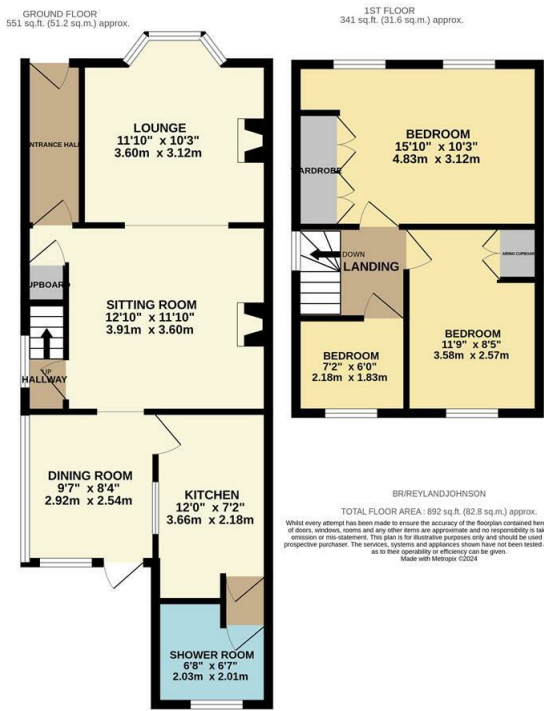 GROUND FLOOR
551 sq.ft. (51.2 sq.m.) approx.
1ST FLOOR
341 sq.ft. (31.6 sq.m.) approx.
ENTRANCE HALL
LOUNGE
11'10" x 10'3"
3.60m x 3.12m
CUPBOARD
SITTING ROOM
12'10" x 11'10"
3.91m x 3.60m
UP
HALLWAY
DINING ROOM
9'7" x 8'4"
2.92m x 2.54m
KITCHEN
12'0" x 7'2"
3.66m x 2.18m
SHOWER ROOM
6'8" x 6'7"
2.03m x 2.01m
BEDROOM
15'10" x 10'3"
4.83m x 3.12m
WARDROBE
DOWN
LANDING
AIRING CUPBOARD
BEDROOM
11'9" x 8'5"
3.58m x 2.57m
BEDROOM
7'2" x 6'0"
2.18m x 1.83m
BR/REYLANDJOHNSON
TOTAL FLOOR AREA : 892 sq.ft. (82.8 sq.m.) approx.
Whilst every attempt has been made to ensure the accuracy of the floorplan contained here
of doors, windows, rooms and any other items are approximate and no responsibility is tak
omission or mis-statement. This plan is for illustrative purposes only and should be used
prospective purchaser. The services, systems and appliances shown have not been tested
as to their operability or efficiency can be given.
Made with Metropix ©2024